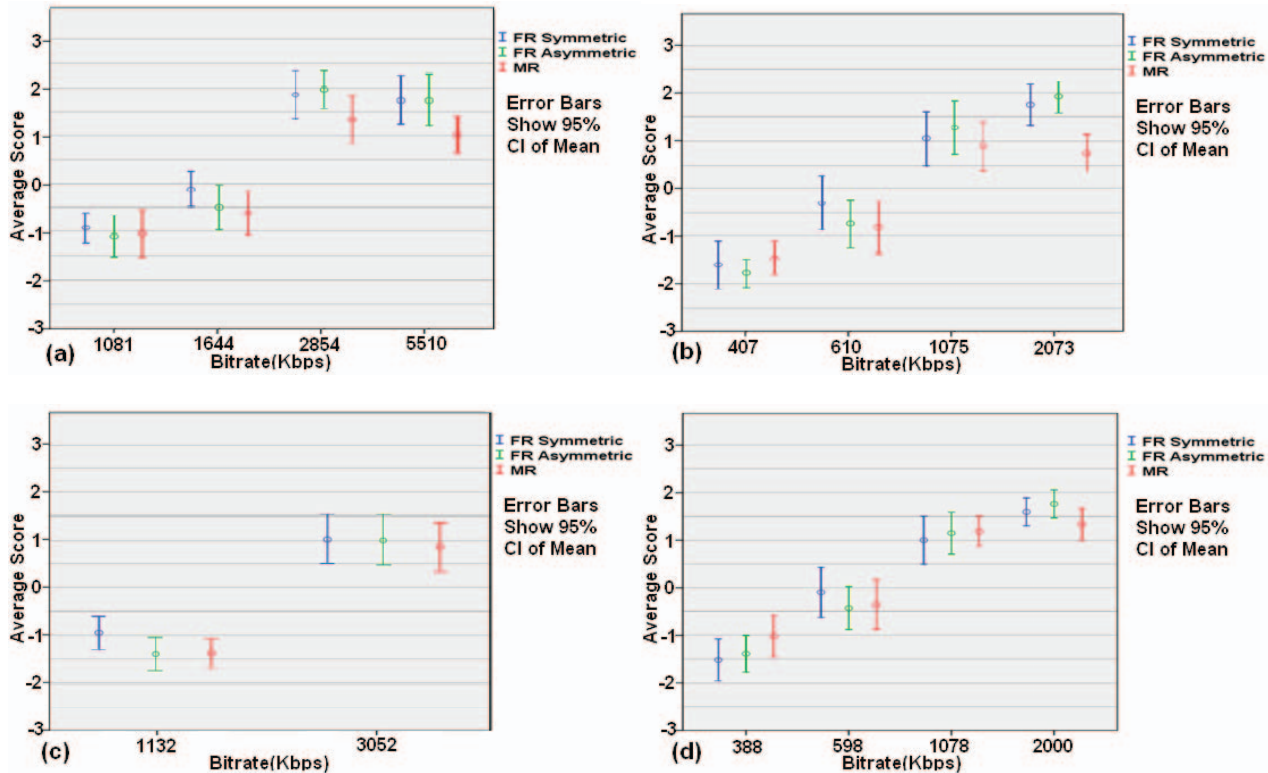 3
2
1
0
-1
-2
-3
Average Score
1081 1644 2854 5510
(a) Bitrate(Kbps)
FR Symmetric
FR Asymmetric
MR
Error Bars
Show 95%
CI of Mean
3
2
1
0
-1
-2
-3
Average Score
407 610 1075 2073
(b) Bitrate(Kbps)
FR Symmetric
FR Asymmetric
MR
Error Bars
Show 95%
CI of Mean
3
2
1
0
-1
-2
-3
Average Score
1132 3052
(c) Bitrate(Kbps)
FR Symmetric
FR Asymmetric
MR
Error Bars
Show 95%
CI of Mean
3
2
1
0
-1
-2
-3
Average Score
388 598 1078 2000
(d) Bitrate(Kbps)
FR Symmetric
FR Asymmetric
MR
Error Bars
Show 95%
CI of Mean